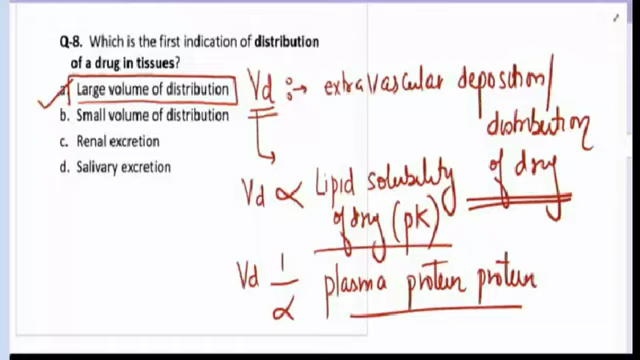 Q-8. Which is the first indication of distribution
of a drug in tissues?
a. Large volume of distribution
b. Small volume of distribution
c. Renal excretion
d. Salivary excretion
Vd :→ extravascular deposition/
distribution
of drug
Vd ∝ Lipid solubility
of drug (pk)
Vd 1/∝ plasma protein protein